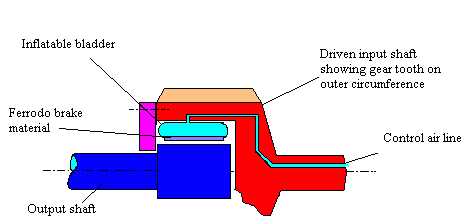 Inflatable bladder
Driven input shaft
showing gear tooth on
outer circumference
Ferrodo brake
material
Control air line
Output shaft